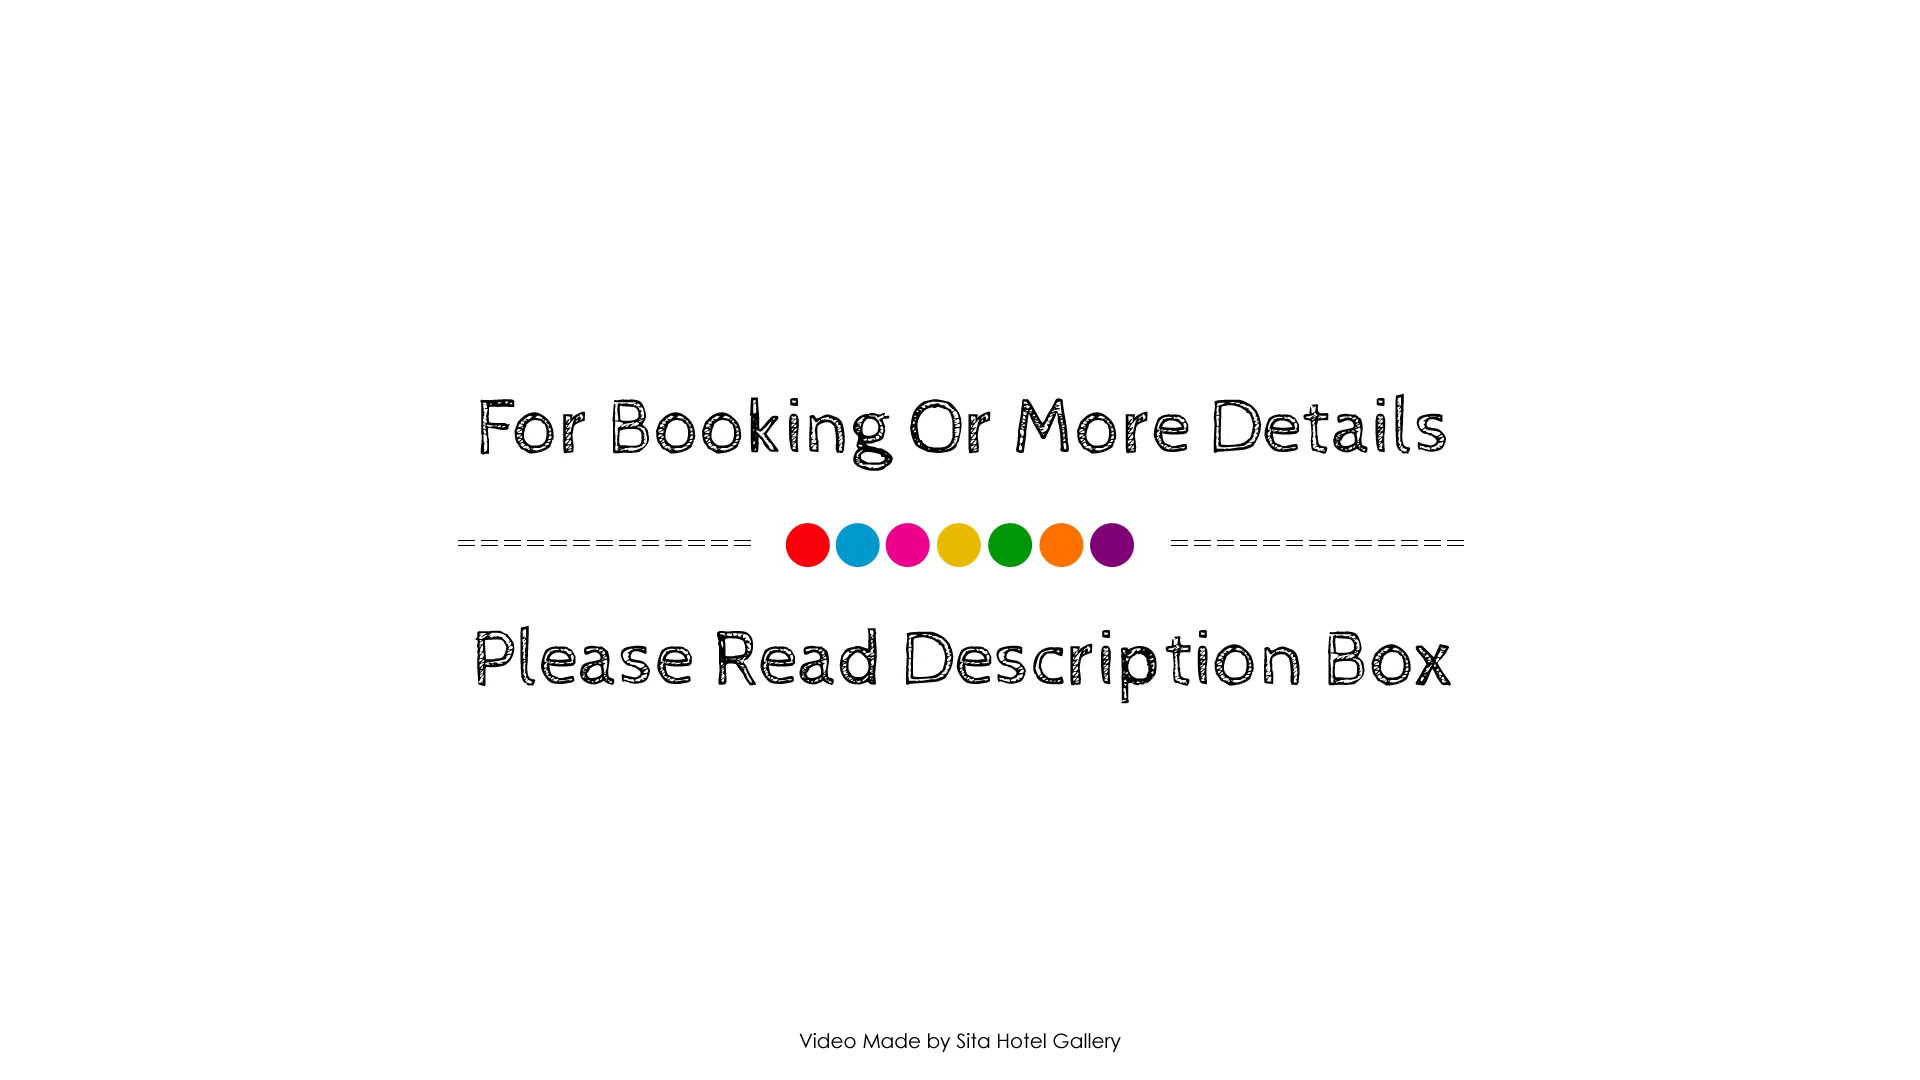 For Booking Or More Details
============= =============
Please Read Description Box
Video Made by Sita Hotel Gallery